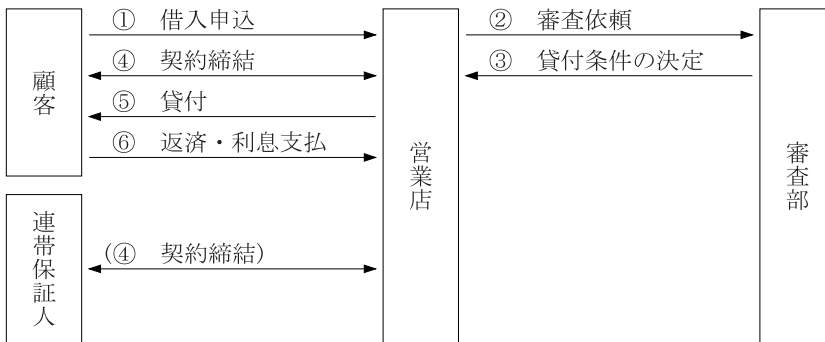 ① 借入申込
② 審査依頼
④ 契約締結
③ 貸付条件の決定
⑤ 貸付
⑥ 返済・利息支払
顧客
営業店
審査部
連帯保証人
(④ 契約締結)